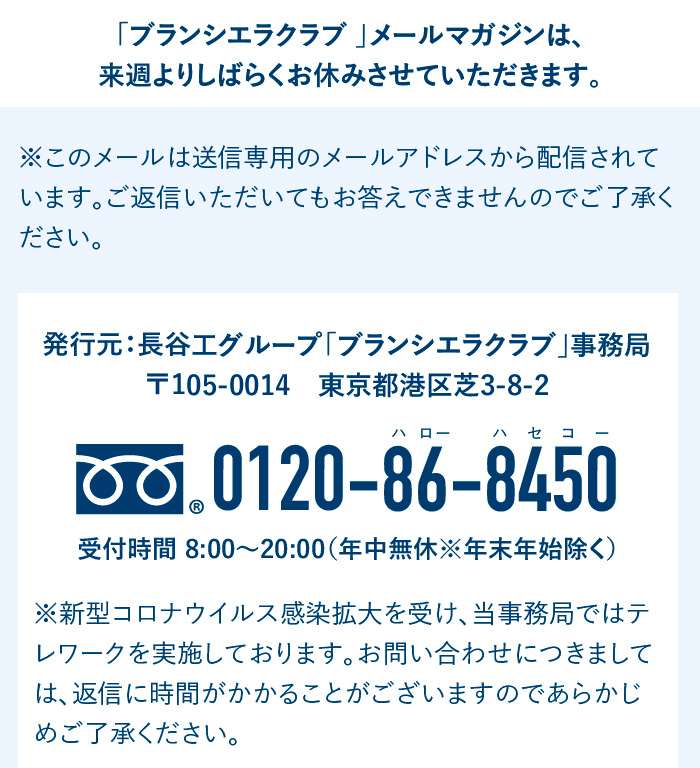 「ブランシエラクラブ 」メールマガジンは、
来週よりしばらくお休みさせていただきます。
※このメールは送信専用のメールアドレスから配信されて
います。ご返信いただいてもお答えできませんのでご了承く
ださい。
発行元：長谷工グループ「ブランシエラクラブ」事務局
〒105-0014　東京都港区芝3-8-2
ハ ロー ハ セ コ ー
® 0120-86-8450
受付時間 8:00〜20:00（年中無休※年末年始除く）
※新型コロナウイルス感染拡大を受け、当事務局ではテ
レワークを実施しております。お問い合わせにつきまして
は、返信に時間がかかることがございますのであらかじ
めご了承ください。